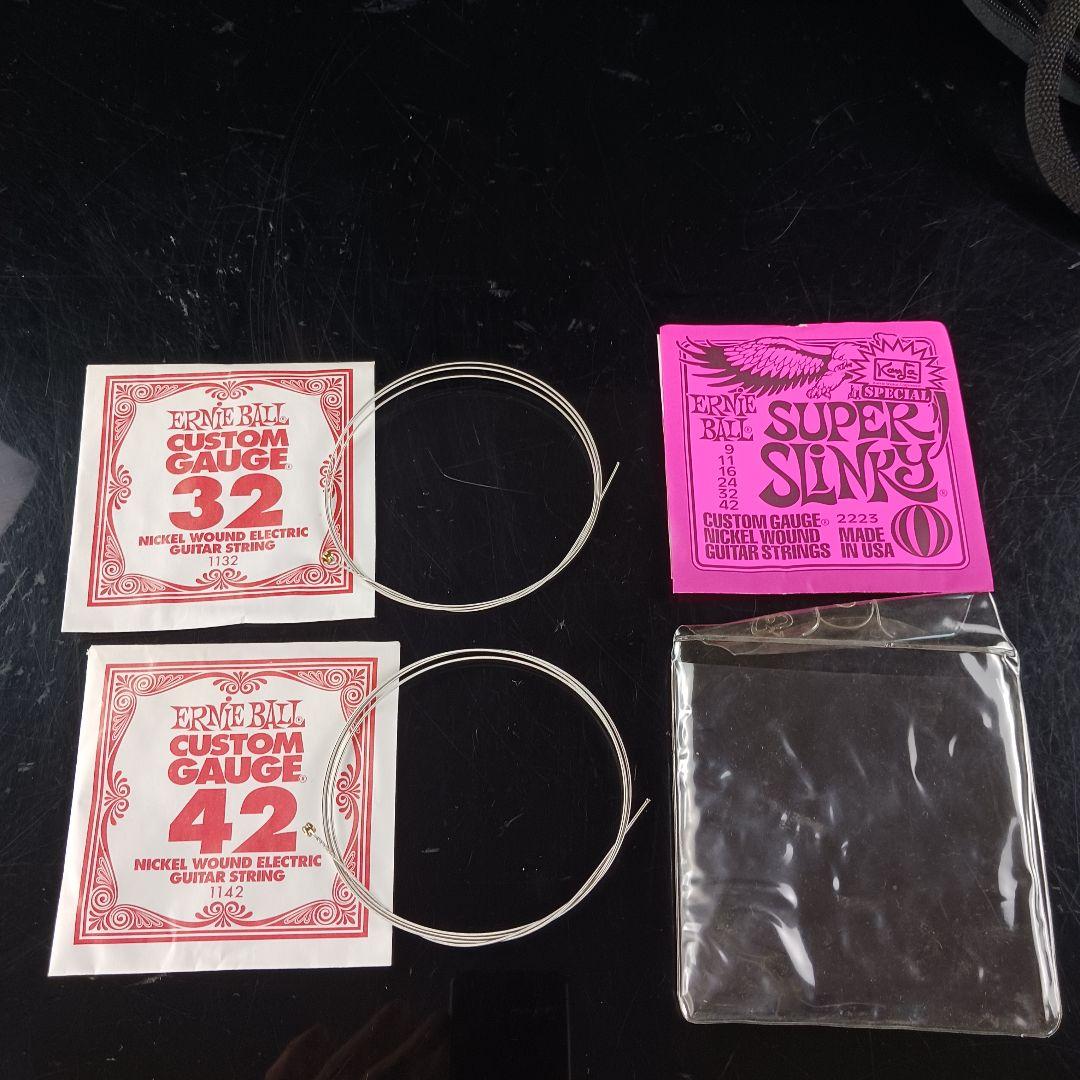 ERNIE BALL®
CUSTOM
GAUGE®
32
NICKEL WOUND ELECTRIC
GUITAR STRING
1132
ERNIE BALL®
CUSTOM
GAUGE®
42
NICKEL WOUND ELECTRIC
GUITAR STRING
1142
SPECIAL
ERNIE
BALL®
SUPER
SLINKY®
9
11
16
24
32
42
CUSTOM GAUGE® 2223
NICKEL WOUND MADE
GUITAR STRINGS IN USA